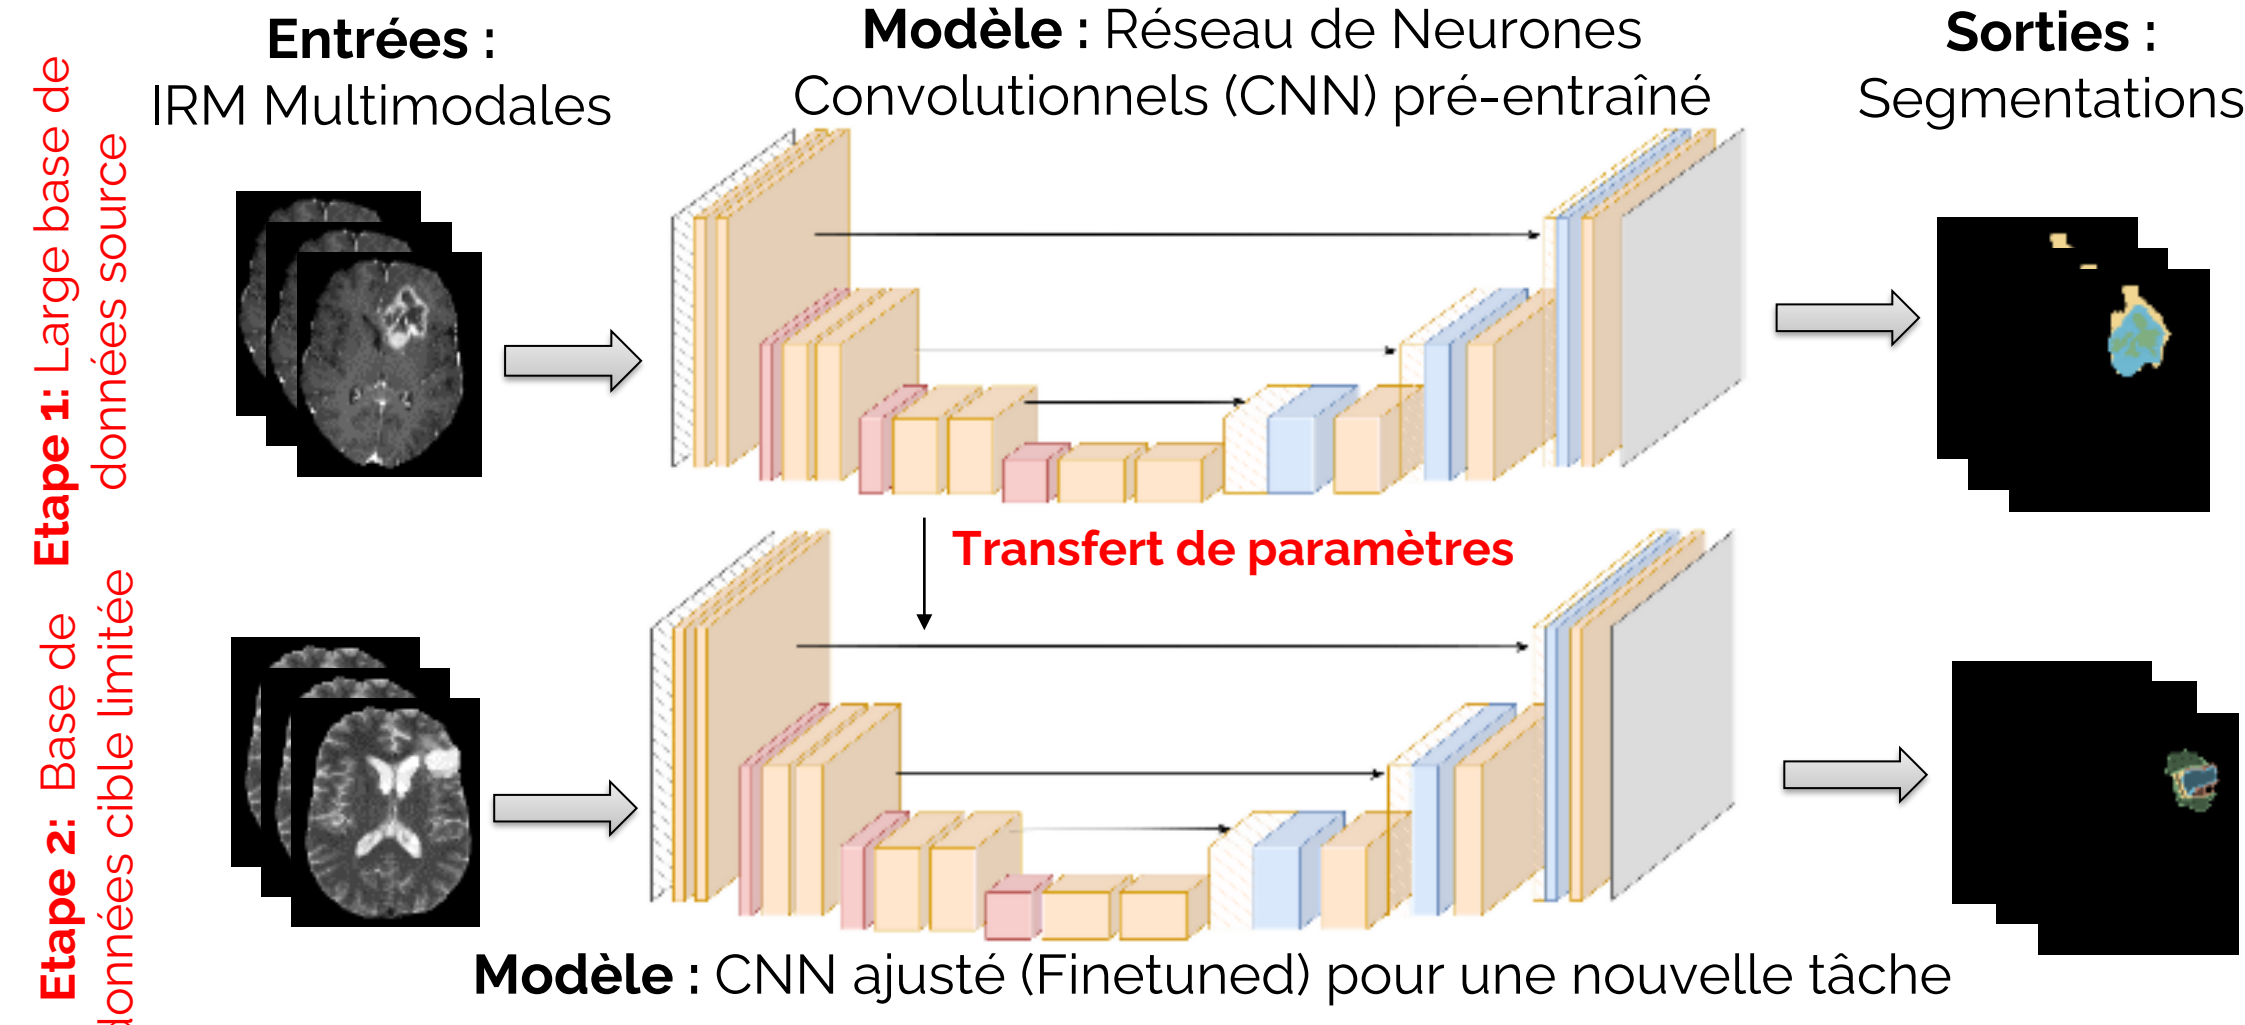 Entrées :
IRM Multimodales
Modèle : Réseau de Neurones
Convolutionnels (CNN) pré-entraîné
Sorties :
Segmentations
Etape 1: Large base de
données source
Transfert de paramètres
Etape 2: Base de
données cible limitée
Modèle : CNN ajusté (Finetuned) pour une nouvelle tâche